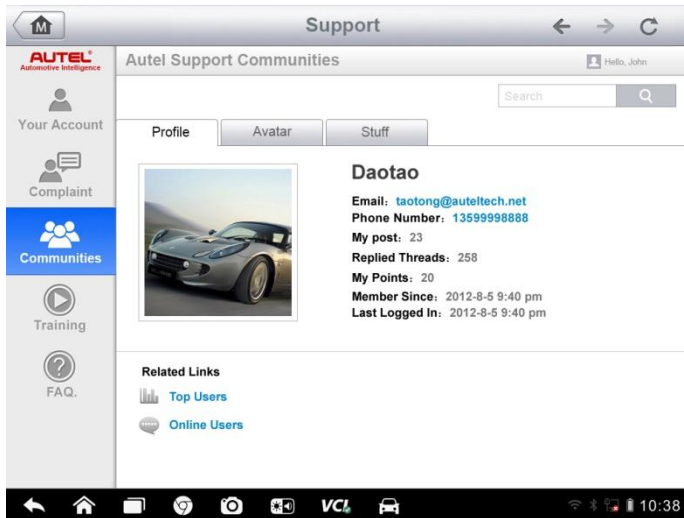 M
Support
AUTEL®
Automotive Intelligence
Autel Support Communities
Hello, John
Search
Your Account
Complaint
Communities
Training
FAQ.
Profile
Avatar
Stuff
Daotao
Email: taotong@auteltech.net
Phone Number: 13599998888
My post: 23
Replied Threads: 258
My Points: 20
Member Since: 2012-8-5 9:40 pm
Last Logged In: 2012-8-5 9:40 pm
Related Links
Top Users
Online Users
VCI
10:38